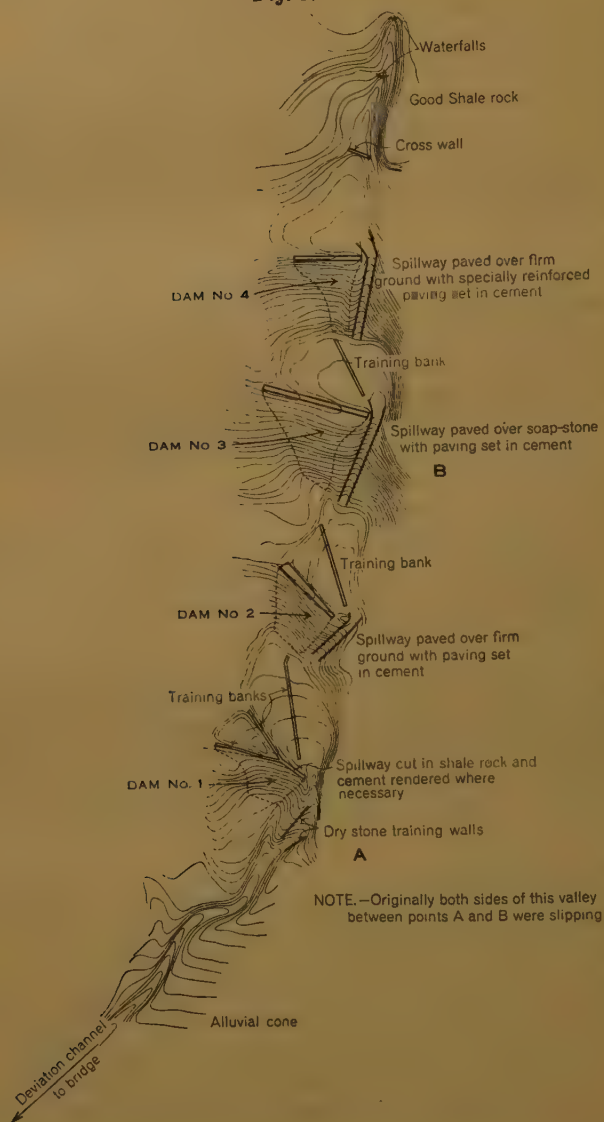 Waterfalls
Good Shale rock
Cross wall
Spillway paved over firm
ground with specially reinforced
paving set in cement
DAM No 4
Training bank
Spillway paved over soap-stone
with paving set in cement
DAM No 3
B
Training bank
DAM No 2
Spillway paved over firm
ground with paving set
in cement
Training banks
Spillway cut in shale rock and
cement rendered where
necessary
DAM No. 1
Dry stone training walls
A
NOTE.—Originally both sides of this valley
between points A and B were slipping
Alluvial cone
Deviation channel
to bridge